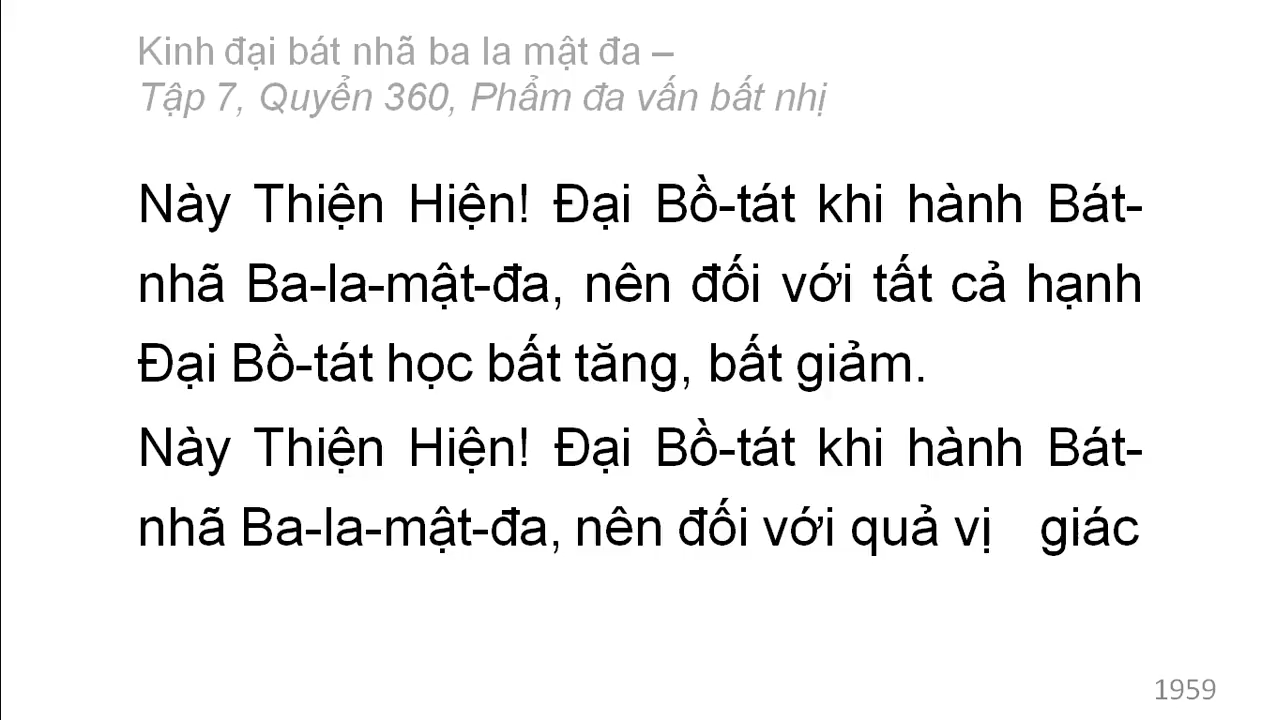 Kinh đại bát nhã ba la mật đa –
Tập 7, Quyển 360, Phẩm đa vấn bất nhị
Này Thiện Hiện! Đại Bồ-tát khi hành Bát-
nhã Ba-la-mật-đa, nên đối với tất cả hạnh
Đại Bồ-tát học bất tăng, bất giảm.
Này Thiện Hiện! Đại Bồ-tát khi hành Bát-
nhã Ba-la-mật-đa, nên đối với quả vị giác
1959